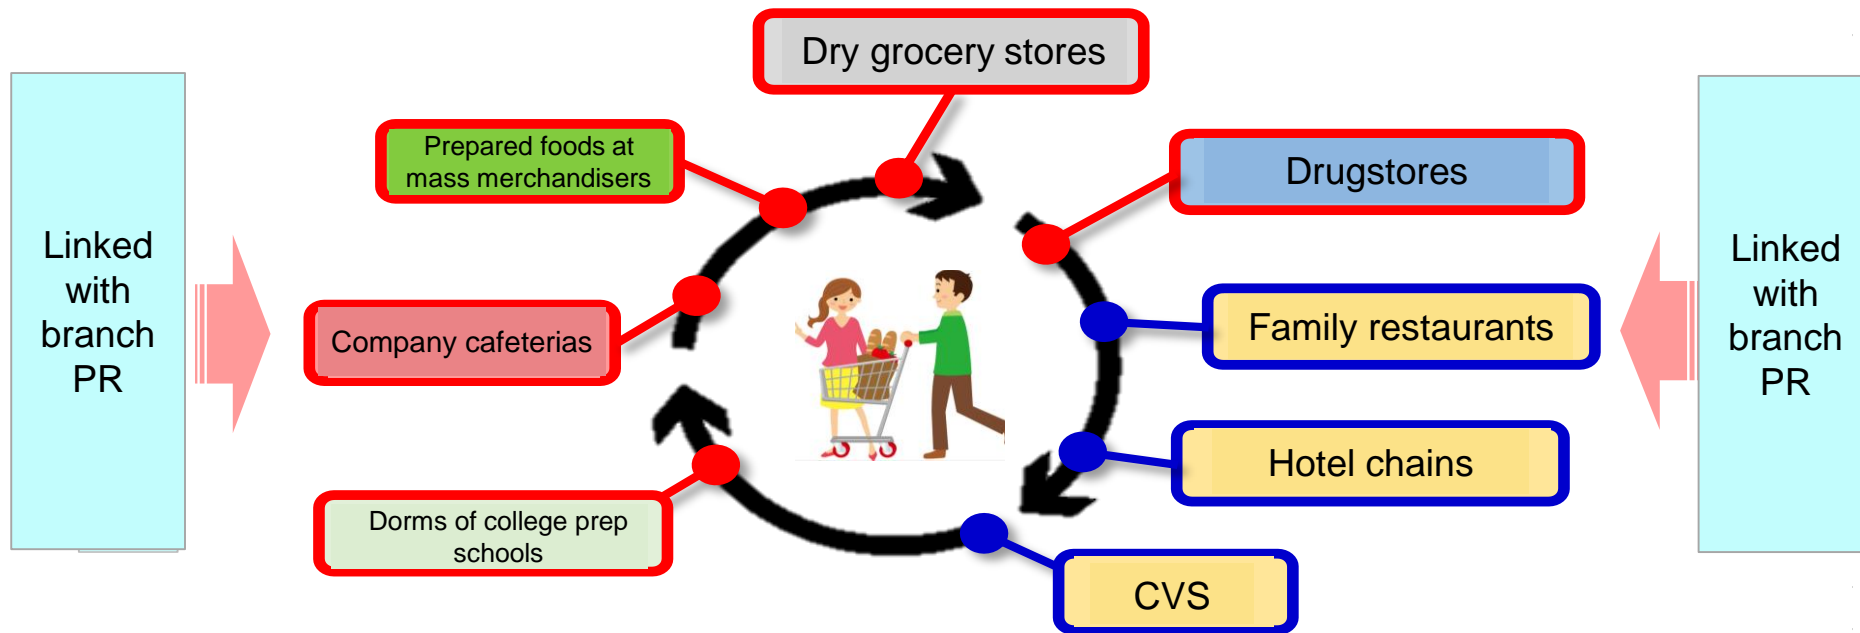 Dry grocery stores
Prepared foods at
mass merchandisers
Drugstores
Linked
with
branch
PR
Linked
with
branch
PR
Company cafeterias
Family restaurants
Hotel chains
Dorms of college prep
schools
CVS